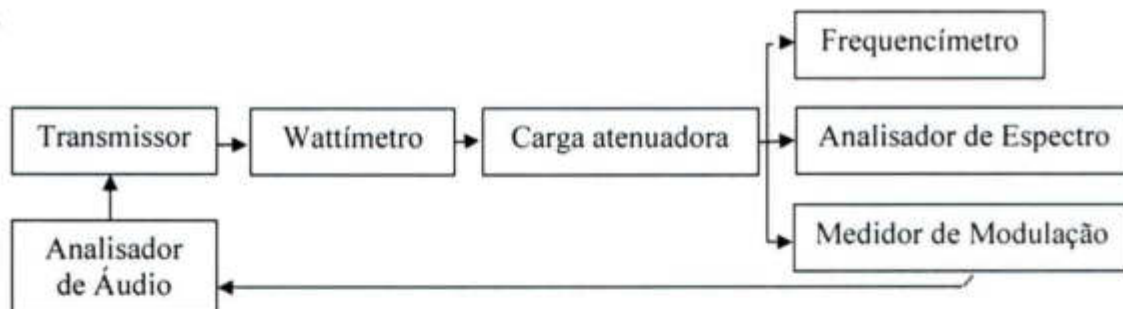 Frequencímetro
Transmissor
Wattímetro
Carga atenuadora
Analisador de Espectro
Analisador
de Áudio
Medidor de Modulação